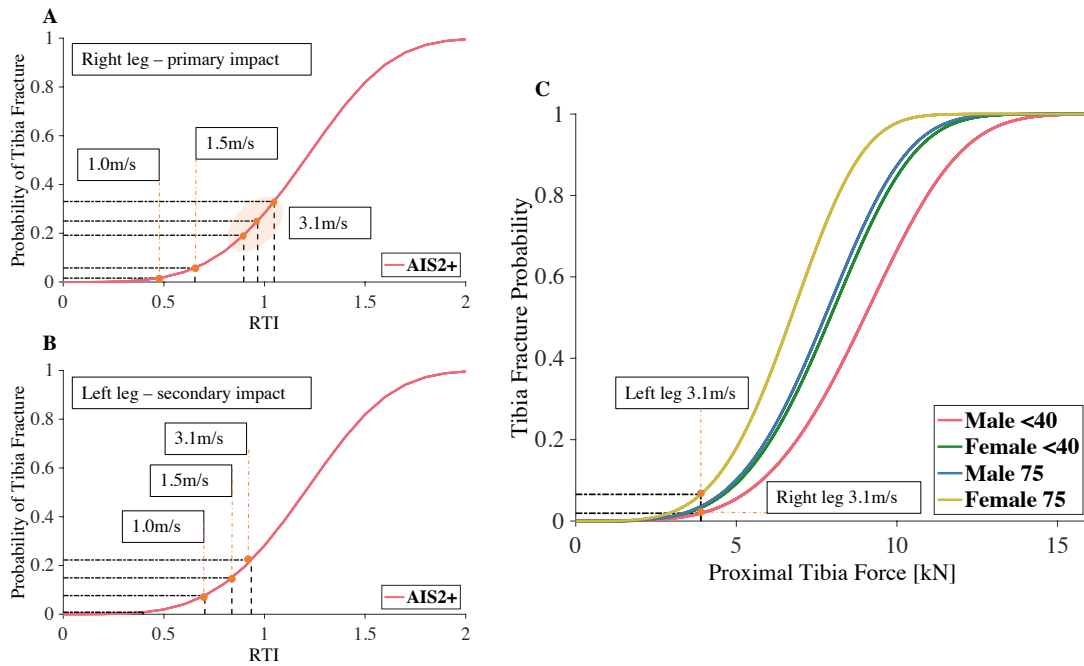 A
Probability of Tibia Fracture
1
0.8
0.6
0.4
0.2
0
Right leg – primary impact
1.5m/s
1.0m/s
3.1m/s
AIS2+
0 0.5 1 1.5 2
RTI
B
Probability of Tibia Fracture
1
0.8
0.6
0.4
0.2
0
Left leg – secondary impact
3.1m/s
1.5m/s
1.0m/s
AIS2+
0 0.5 1 1.5 2
RTI
C
Tibia Fracture Probability
1
0.8
0.6
0.4
0.2
0
Left leg 3.1m/s
Right leg 3.1m/s
Male <40
Female <40
Male 75
Female 75
0 5 10 15
Proximal Tibia Force [kN]